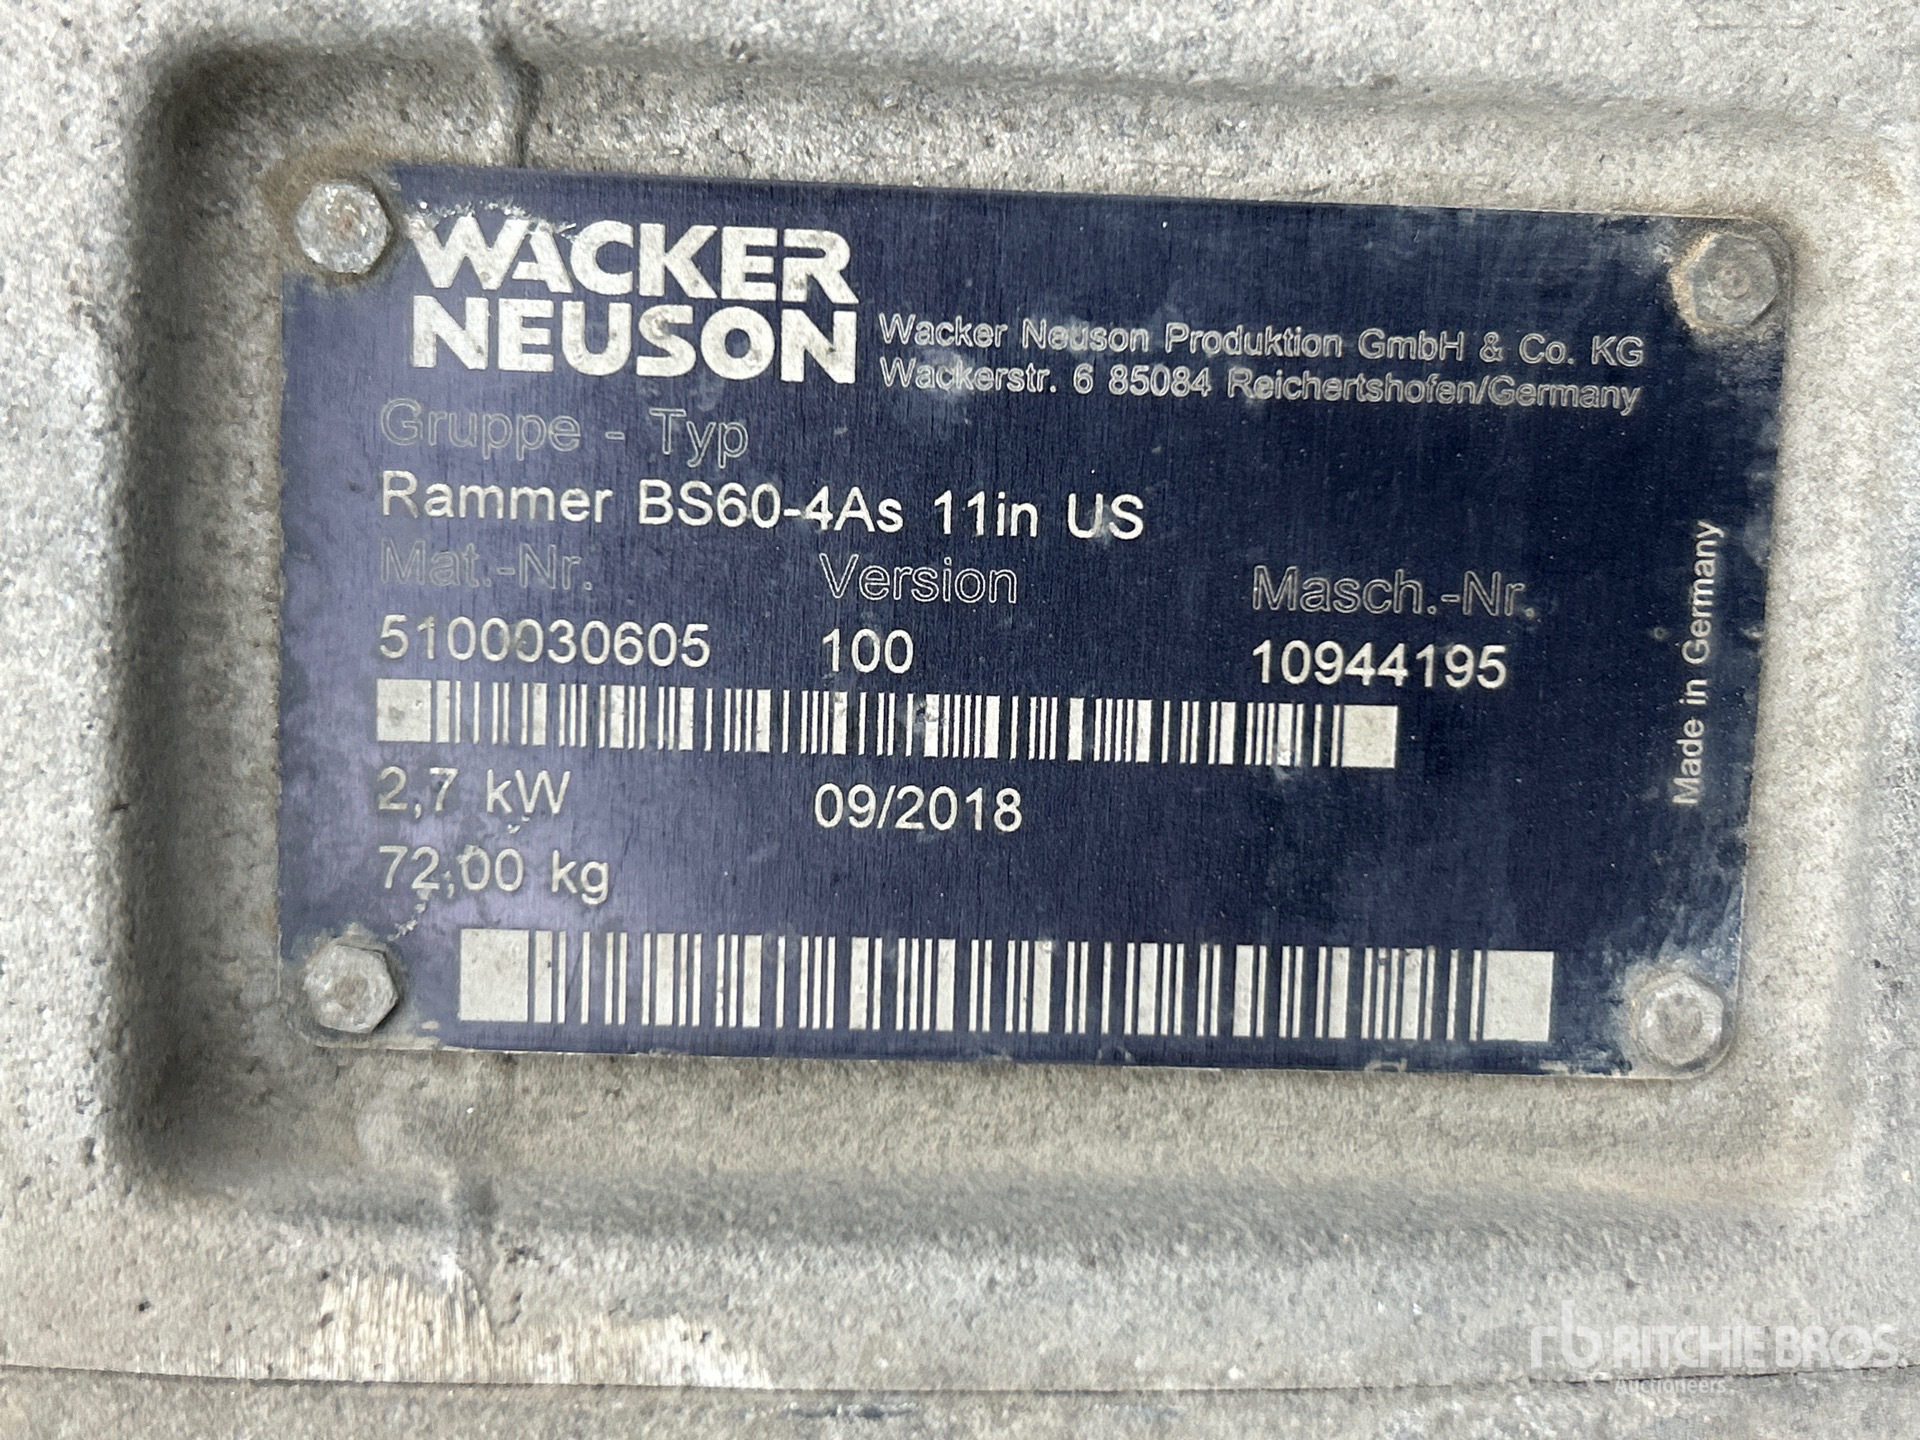 WACKER
NEUSON
Wacker Neuson Produktion GmbH & Co. KG
Wackerstr. 6 85084 Reichertshofen/Germany
Gruppe - Typ
Rammer BS60-4As 11in US
Mat.-Nr. Version Masch.-Nr.
5100030605 100 10944195
2,7 kW 09/2018
72,00 kg
Made in Germany
rb RITCHIE BROS.
Auctioneers